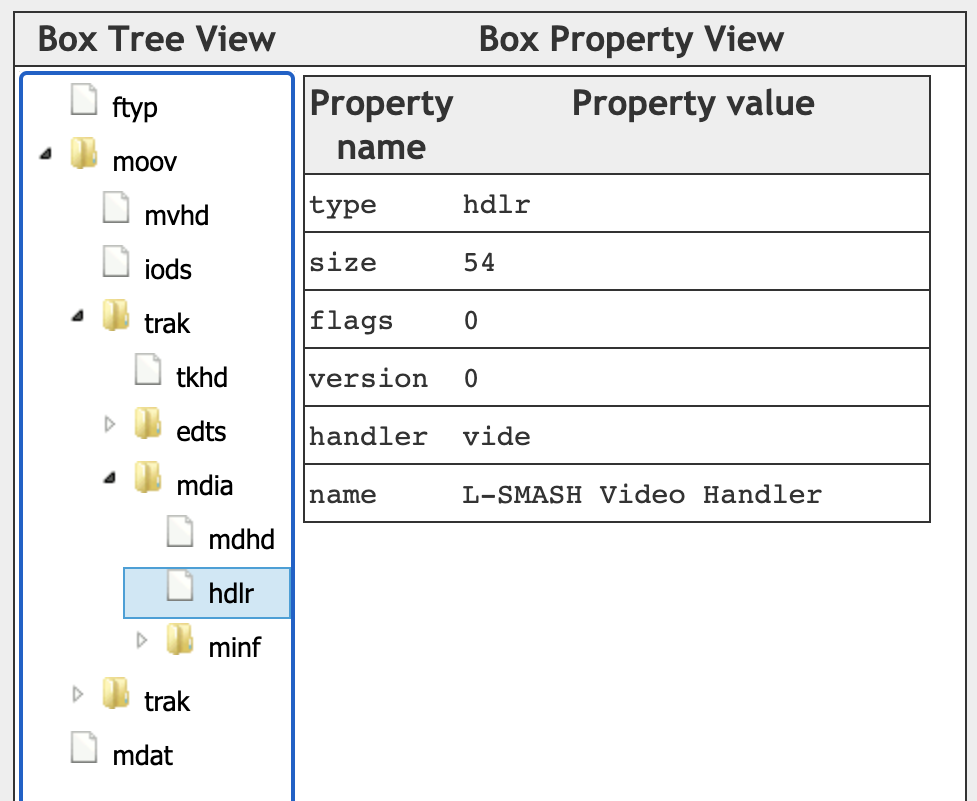 Box Tree View
Box Property View
ftyp
moov
mvhd
iods
trak
tkhd
edts
mdia
mdhd
hdlr
minf
trak
mdat
Property name
Property value
type hdlr
size 54
flags 0
version 0
handler vide
name L-SMASH Video Handler